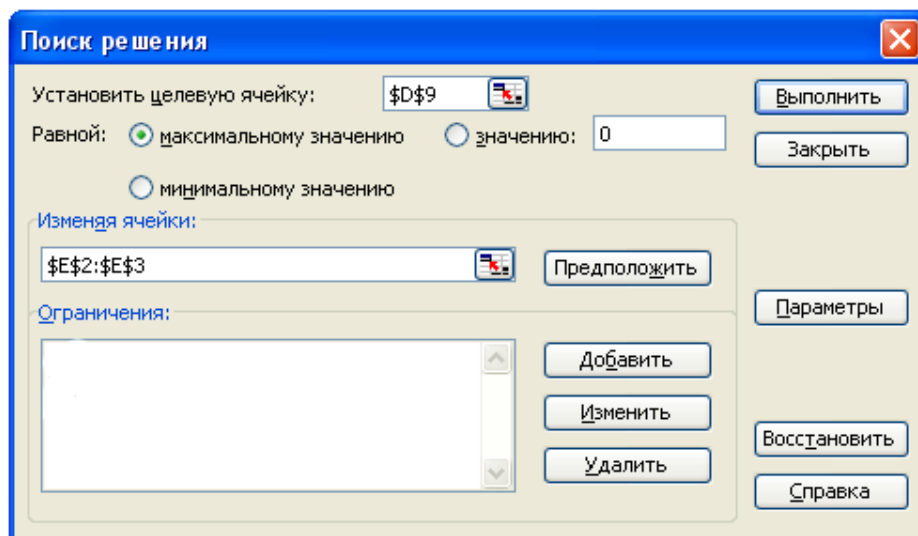 Поиск решения
Установить целевую ячейку: $D$9
Выполнить
Равной: максимальному значению значению: 0
Закрыть
минимальному значению
Изменяя ячейки:
$E$2:$E$3
Предположить
Ограничения:
Параметры
Добавить
Изменить
Восстановить
Удалить
Справка